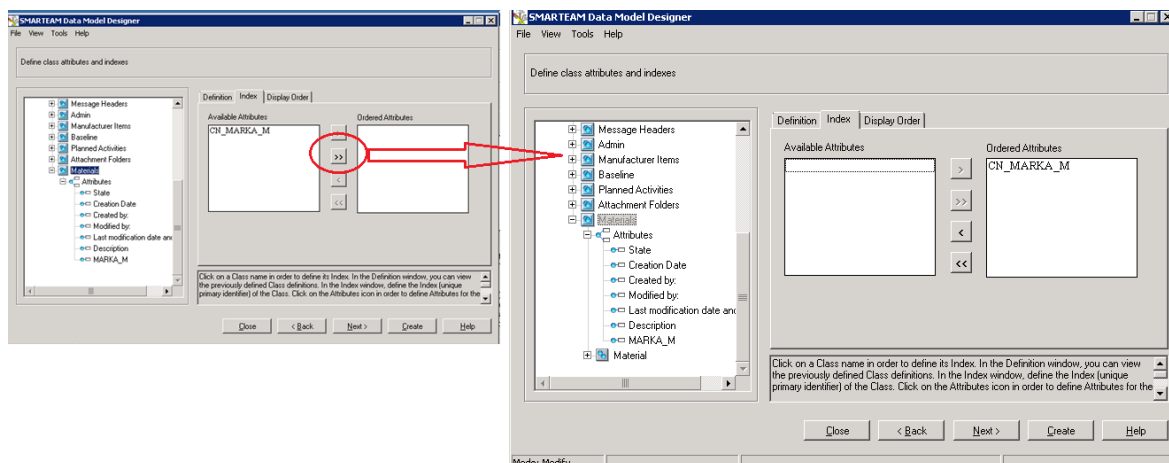 SMARTEAM Data Model Designer
File View Tools Help
Define class attributes and indexes
Message Headers
Admin
Manufacturer Items
Baseline
Planned Activities
Attachment Folders
Materials
Attributes
State
Creation Date
Created by:
Modified by:
Last modification date anc
Description
MARKA_M
Definition Index Display Order
Available Attributes Ordered Attributes
CN_MARKA_M
>>
<
<<
Click on a Class name in order to define its Index. In the Definition window, you can view
the previously defined Class definitions. In the Index window, define the Index (unique
primary identifier) of the Class. Click on the Attributes icon in order to define Attributes for the
Close < Back Next > Create Help
SMARTEAM Data Model Designer
File View Tools Help
Define class attributes and indexes
Message Headers
Admin
Manufacturer Items
Baseline
Planned Activities
Attachment Folders
Materials
Attributes
State
Creation Date
Created by:
Modified by:
Last modification date anc
Description
MARKA_M
Material
Definition Index Display Order
Available Attributes Ordered Attributes
CN_MARKA_M
>
>>
<
<<
Click on a Class name in order to define its Index. In the Definition window, you can view
the previously defined Class definitions. In the Index window, define the Index (unique
primary identifier) of the Class. Click on the Attributes icon in order to define Attributes for the
Close < Back Next > Create Help
Mode: Modify